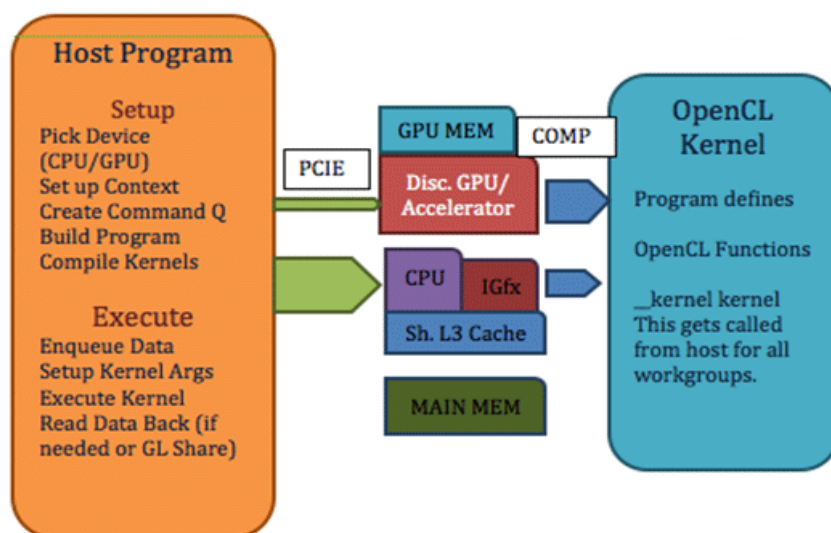 Host Program
Setup
Pick Device
(CPU/GPU)
Set up Context
Create Command Q
Build Program
Compile Kernels
Execute
Enqueue Data
Setup Kernel Args
Execute Kernel
Read Data Back (if
needed or GL Share)
PCIE
GPU MEM
COMP
Disc. GPU/
Accelerator
CPU
IGfx
Sh. L3 Cache
MAIN MEM
OpenCL
Kernel
Program defines
OpenCL Functions
__kernel kernel
This gets called
from host for all
workgroups.